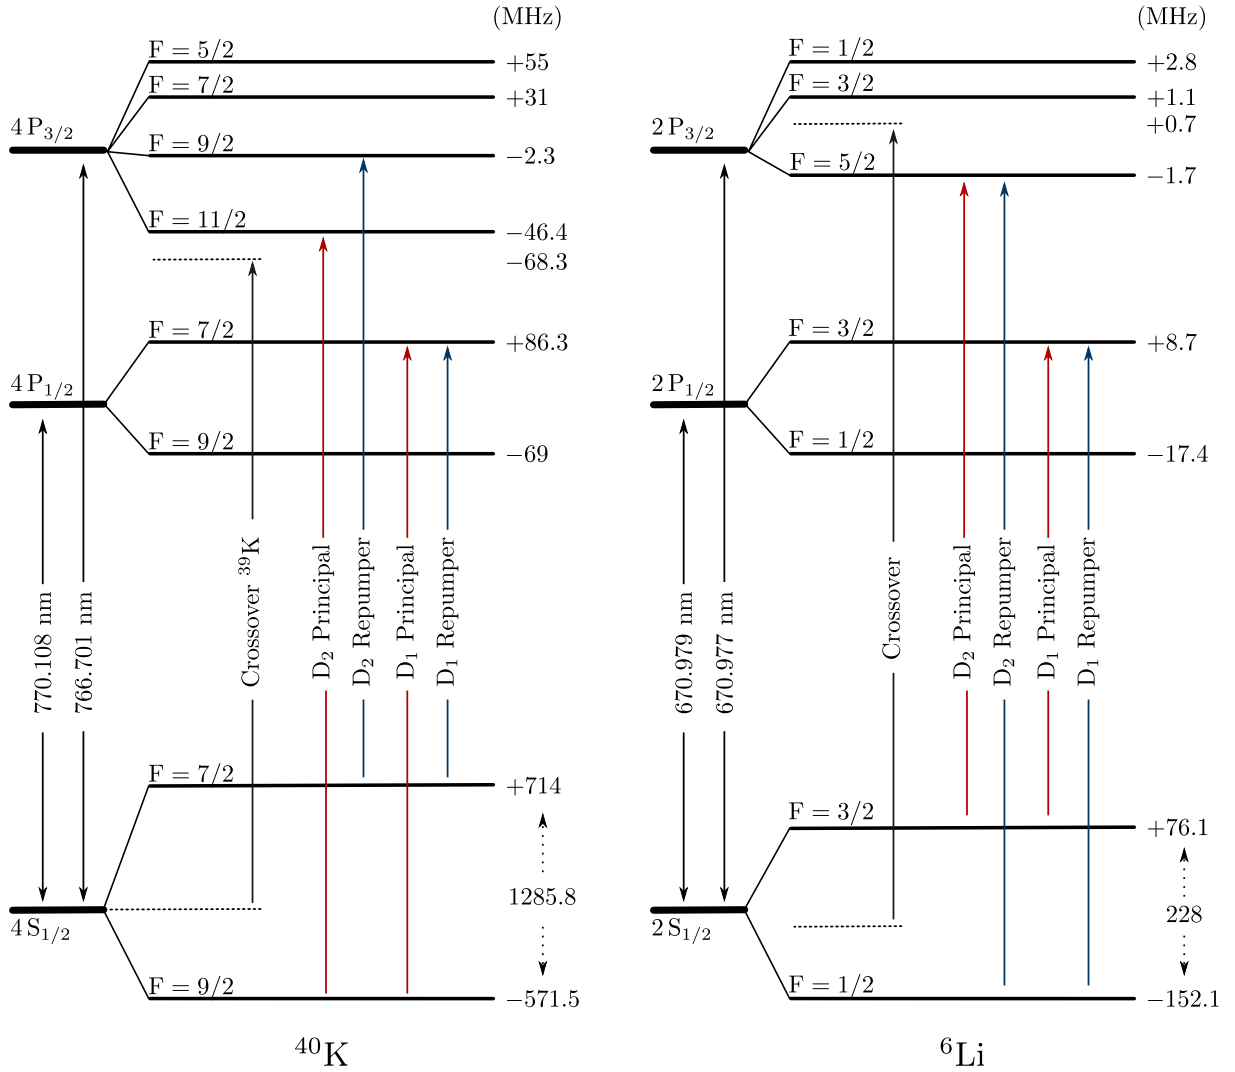 (MHz)
F = 5/2
+55
F = 7/2
+31
4 P3/2
F = 9/2
−2.3
F = 11/2
−46.4
−68.3
F = 7/2
+86.3
4 P1/2
F = 9/2
−69
770.108 nm
766.701 nm
Crossover ³⁹K
D₂ Principal
D₂ Repumper
D₁ Principal
D₁ Repumper
F = 7/2
+714
1285.8
4 S1/2
F = 9/2
−571.5
⁴⁰K
(MHz)
F = 1/2
+2.8
F = 3/2
+1.1
+0.7
2 P3/2
F = 5/2
−1.7
F = 3/2
+8.7
2 P1/2
F = 1/2
−17.4
670.979 nm
670.977 nm
Crossover
D₂ Principal
D₂ Repumper
D₁ Principal
D₁ Repumper
F = 3/2
+76.1
228
2 S1/2
F = 1/2
−152.1
⁶Li